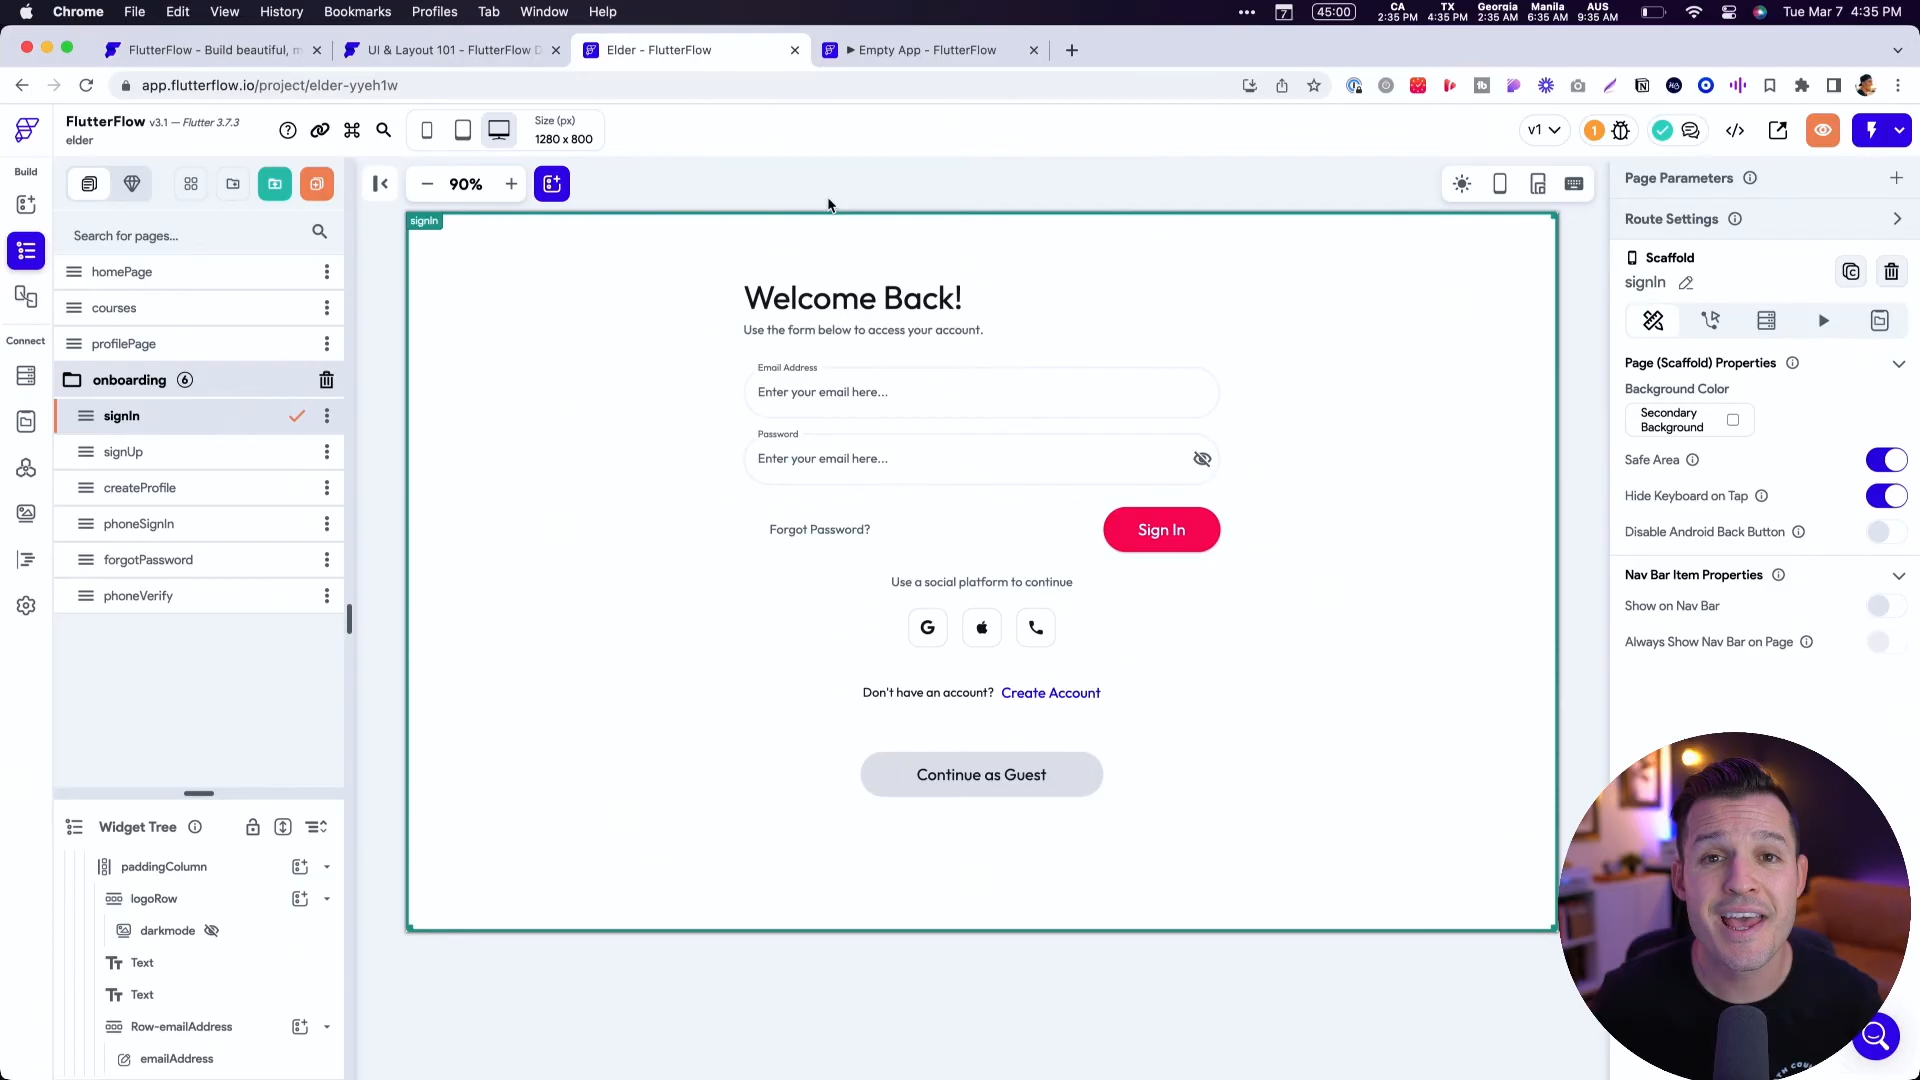 Chrome File Edit View History Bookmarks Profiles Tab Window Help
7 45:00 CA 2:35 PM TX 4:35 PM Georgia 2:35 AM Manila 6:35 AM AUS 9:35 AM Tue Mar 7 4:35 PM
FlutterFlow - Build beautiful, m
UI & Layout 101 - FlutterFlow D
Elder - FlutterFlow
Empty App - FlutterFlow
app.flutterflow.io/project/elder-yyeh1w
FlutterFlow v3.1 — Flutter 3.7.3
elder
Size (px)
1280 x 800
v1
1
Build
Connect
90%
Search for pages...
homePage
courses
profilePage
onboarding 6
signIn
signUp
createProfile
phoneSignIn
forgotPassword
phoneVerify
Widget Tree
paddingColumn
logoRow
darkmode
Text
Text
Row-emailAddress
emailAddress
signIn
Welcome Back!
Use the form below to access your account.
Email Address
Enter your email here...
Password
Enter your email here...
Forgot Password?
Sign In
Use a social platform to continue
Don't have an account? Create Account
Continue as Guest
Page Parameters
Route Settings
Scaffold
signIn
Page (Scaffold) Properties
Background Color
Secondary
Background
Safe Area
Hide Keyboard on Tap
Disable Android Back Button
Nav Bar Item Properties
Show on Nav Bar
Always Show Nav Bar on Page